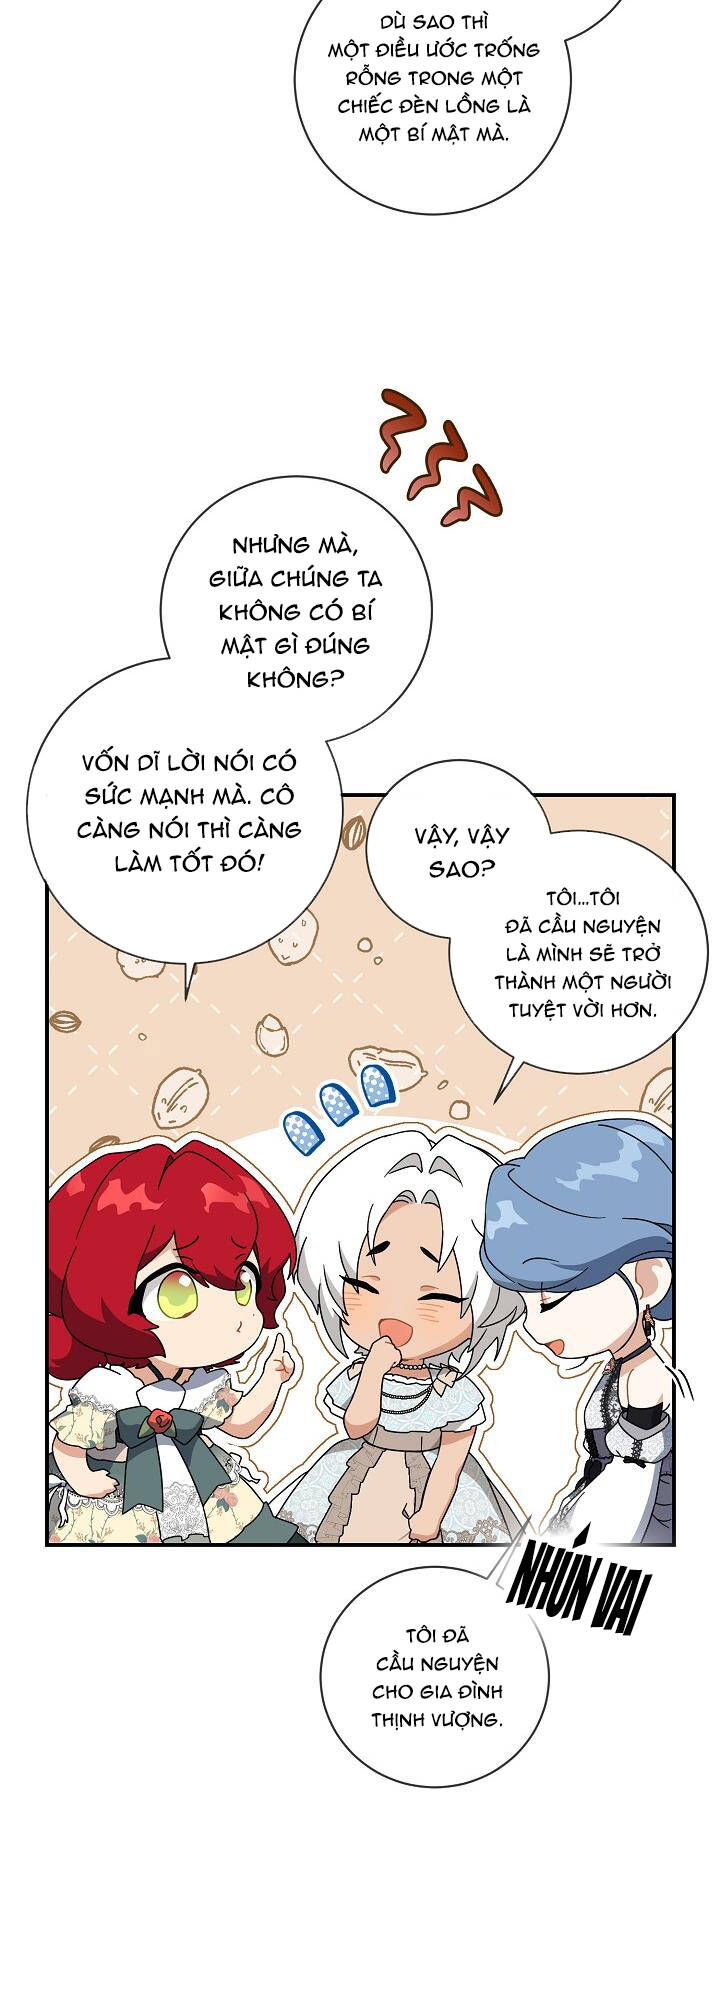 DÙ SAO THÌ
MỘT ĐIỀU ƯỚC TRỐNG
RỖNG TRONG MỘT
CHIẾC ĐÈN LỒNG LÀ
MỘT BÍ MẬT MÀ.
NHƯNG MÀ,
GIỮA CHÚNG TA
KHÔNG CÓ BÍ
MẬT GÌ ĐÚNG
KHÔNG?
VỐN DĨ LỜI NÓI CÓ
SỨC MẠNH MÀ. CÔ
CÀNG NÓI THÌ CÀNG
LÀM TỐT ĐÓ!
VẬY, VẬY
SAO?
TÔI...TÔI
ĐÃ CẦU NGUYỆN
LÀ MÌNH SẼ TRỞ
THÀNH MỘT NGƯỜI
TUYỆT VỜI HƠN.
NHÚN VAI
TÔI ĐÃ
CẦU NGUYỆN
CHO GIA ĐÌNH
THỊNH VƯỢNG.